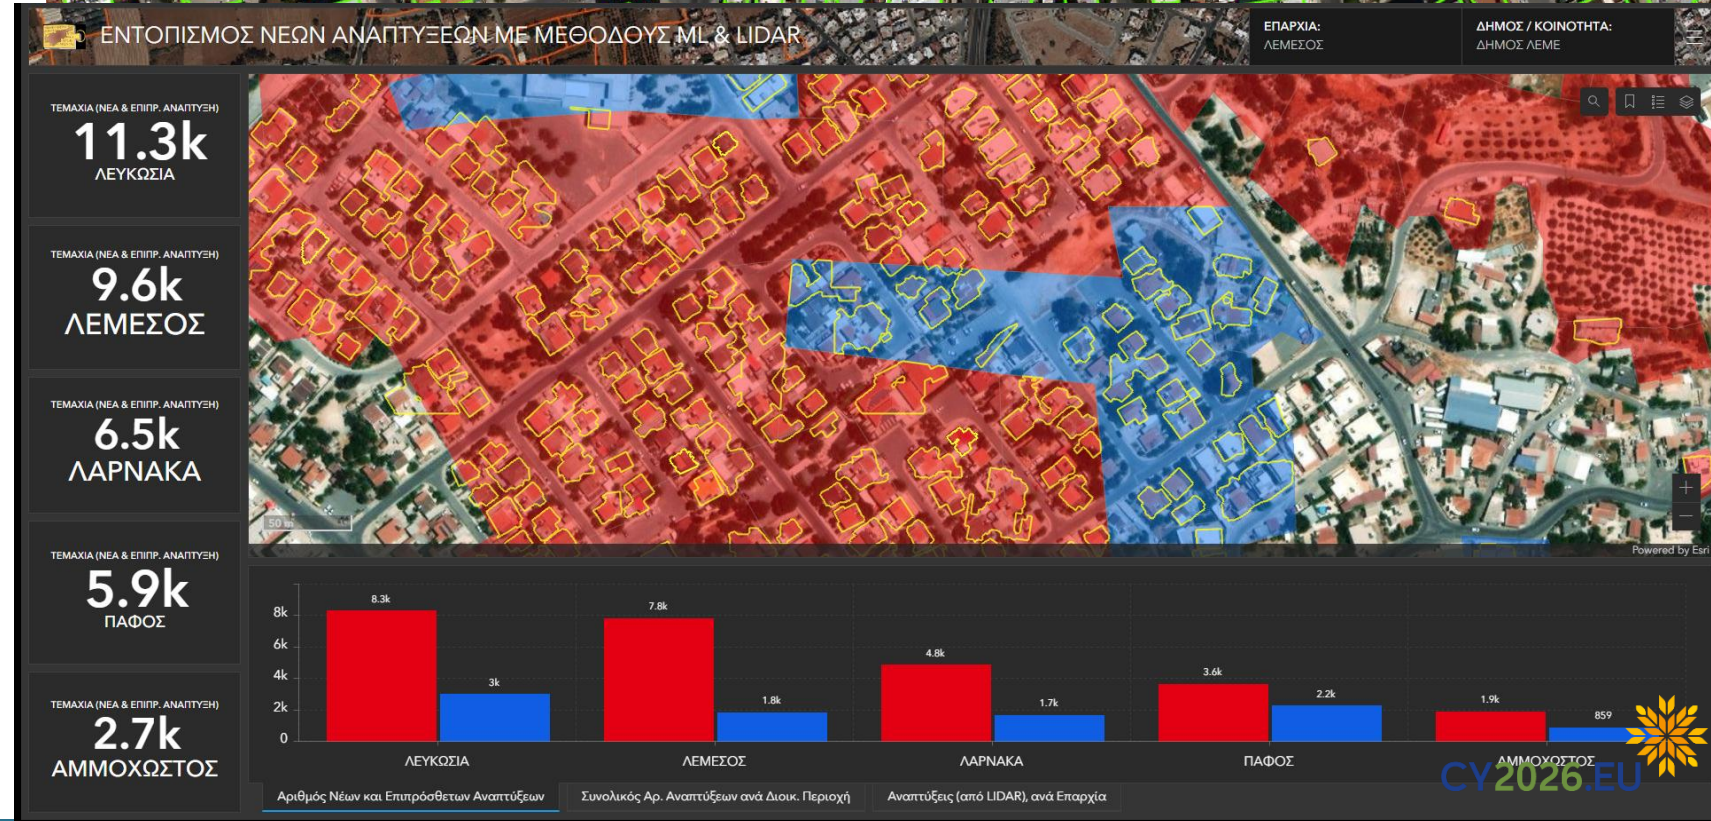 ΕΝΤΟΠΙΣΜΟΣ ΝΕΩΝ ΑΝΑΠΤΥΞΕΩΝ ΜΕ ΜΕΘΟΔΟΥΣ ML & LIDAR
ΕΠΑΡΧΙΑ:
ΛΕΜΕΣΟΣ
ΔΗΜΟΣ / ΚΟΙΝΟΤΗΤΑ:
ΔΗΜΟΣ ΛΕΜΕ
ΤΕΜΑΧΙΑ (ΝΕΑ & ΕΠΙΠΡ. ΑΝΑΠΤΥΞΗ)
11.3k
ΛΕΥΚΩΣΙΑ
ΤΕΜΑΧΙΑ (ΝΕΑ & ΕΠΙΠΡ. ΑΝΑΠΤΥΞΗ)
9.6k
ΛΕΜΕΣΟΣ
ΤΕΜΑΧΙΑ (ΝΕΑ & ΕΠΙΠΡ. ΑΝΑΠΤΥΞΗ)
6.5k
ΛΑΡΝΑΚΑ
ΤΕΜΑΧΙΑ (ΝΕΑ & ΕΠΙΠΡ. ΑΝΑΠΤΥΞΗ)
5.9k
ΠΑΦΟΣ
ΤΕΜΑΧΙΑ (ΝΕΑ & ΕΠΙΠΡ. ΑΝΑΠΤΥΞΗ)
2.7k
ΑΜΜΟΧΩΣΤΟΣ
50 m
Powered by Esri
8k
6k
4k
2k
0
8.3k
3k
7.8k
1.8k
4.8k
1.7k
3.6k
2.2k
1.9k
859
ΛΕΥΚΩΣΙΑ
ΛΕΜΕΣΟΣ
ΛΑΡΝΑΚΑ
ΠΑΦΟΣ
ΑΜΜΟΧΩΣΤΟΣ
CY2026.EU
Αριθμός Νέων και Επιπρόσθετων Αναπτύξεων
Συνολικός Αρ. Αναπτύξεων ανά Διοικ. Περιοχή
Αναπτύξεις (από LIDAR), ανά Επαρχία